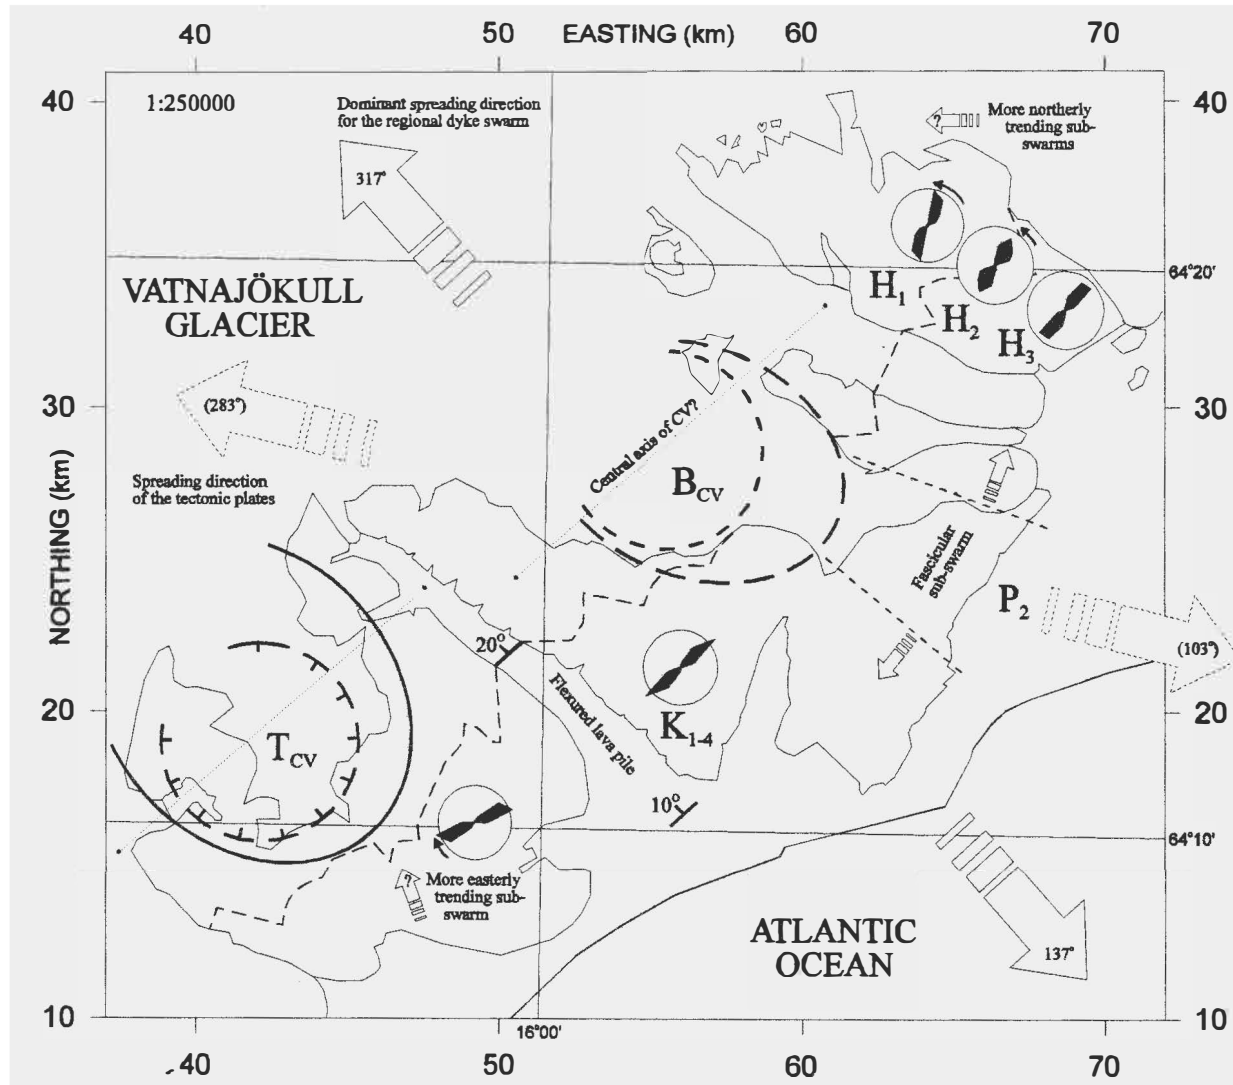 40
50
EASTING (km)
60
70
40
1:250000
Dominant spreading direction
for the regional dyke swarm
?
More northerly
trending sub-
swarms
40
317°
VATNAJÖKULL
GLACIER
64°20'
H1
H2
H3
30
(283°)
Central axis of CV?
30
Spreading direction
of the tectonic plates
BCV
NORTHING (km)
Fascicular
sub-swarm
P2
(103°)
20°
Flexured lava pile
20
TCV
K1-4
20
10°
64°10'
?
More easterly
trending sub-
swarm
ATLANTIC
OCEAN
137°
10
16°00'
10
40
50
60
70